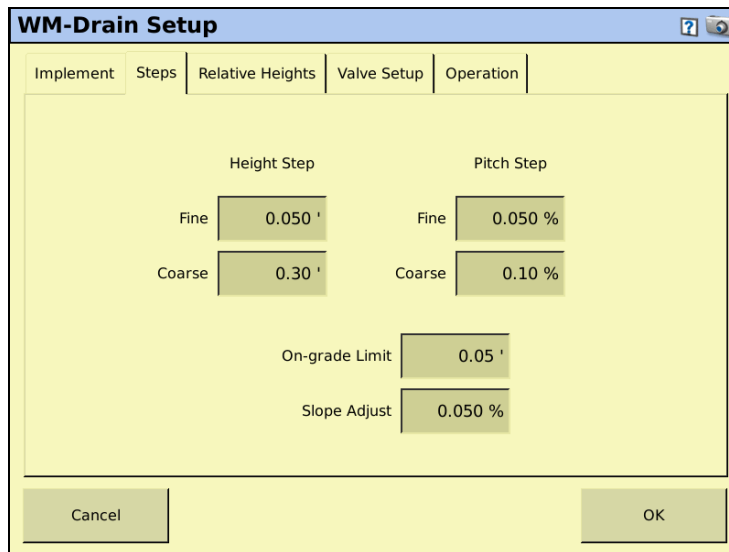 WM-Drain Setup ?
Implement Steps Relative Heights Valve Setup Operation
Height Step Pitch Step
Fine 0.050 ' Fine 0.050 %
Coarse 0.30 ' Coarse 0.10 %
On-grade Limit 0.05 '
Slope Adjust 0.050 %
Cancel OK